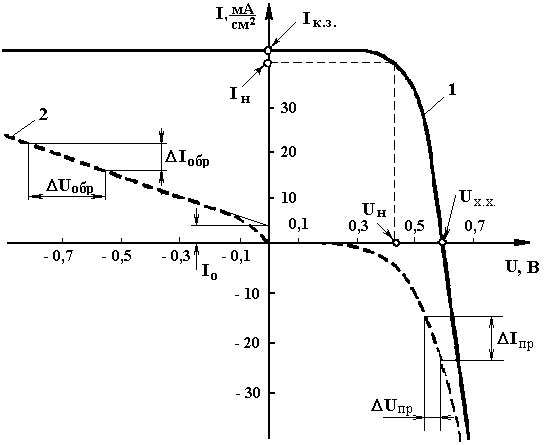 I, мА
см²
Iк.з.
Iн
1
2
30
20
10
ΔIобр
ΔUобр
Uн
Uх.х.
0,1
0,3
0,5
0,7
- 0,7
- 0,5
- 0,3
- 0,1
I₀
U, В
- 10
- 20
- 30
ΔIпр
ΔUпр